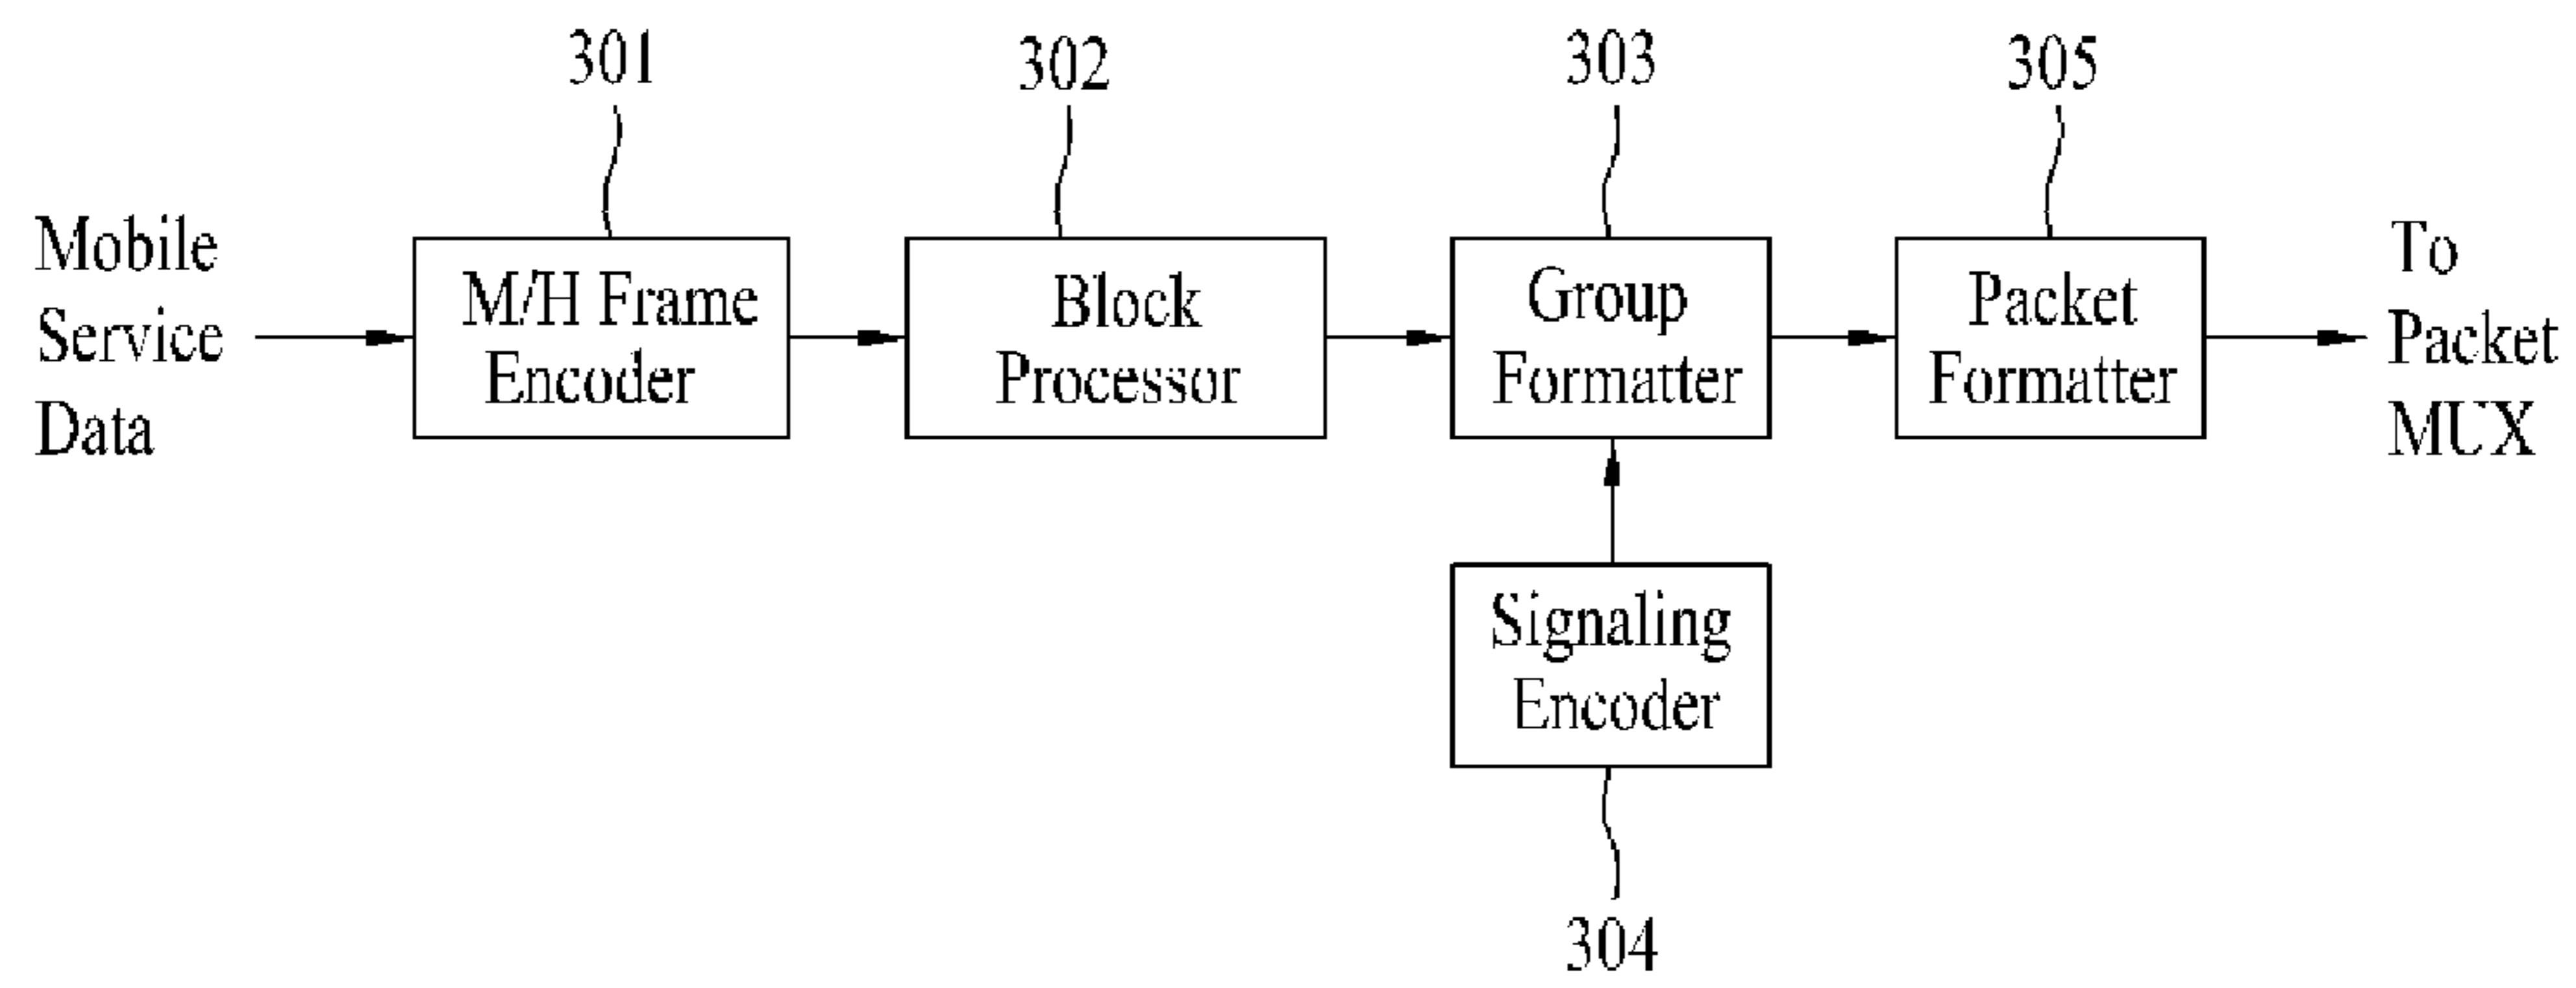 301
302
303
305
Mobile
Service
Data
M/H Frame
Encoder
Block
Processor
Group
Formatter
Packet
Formatter
To
Packet
MUX
Signaling
Encoder
304